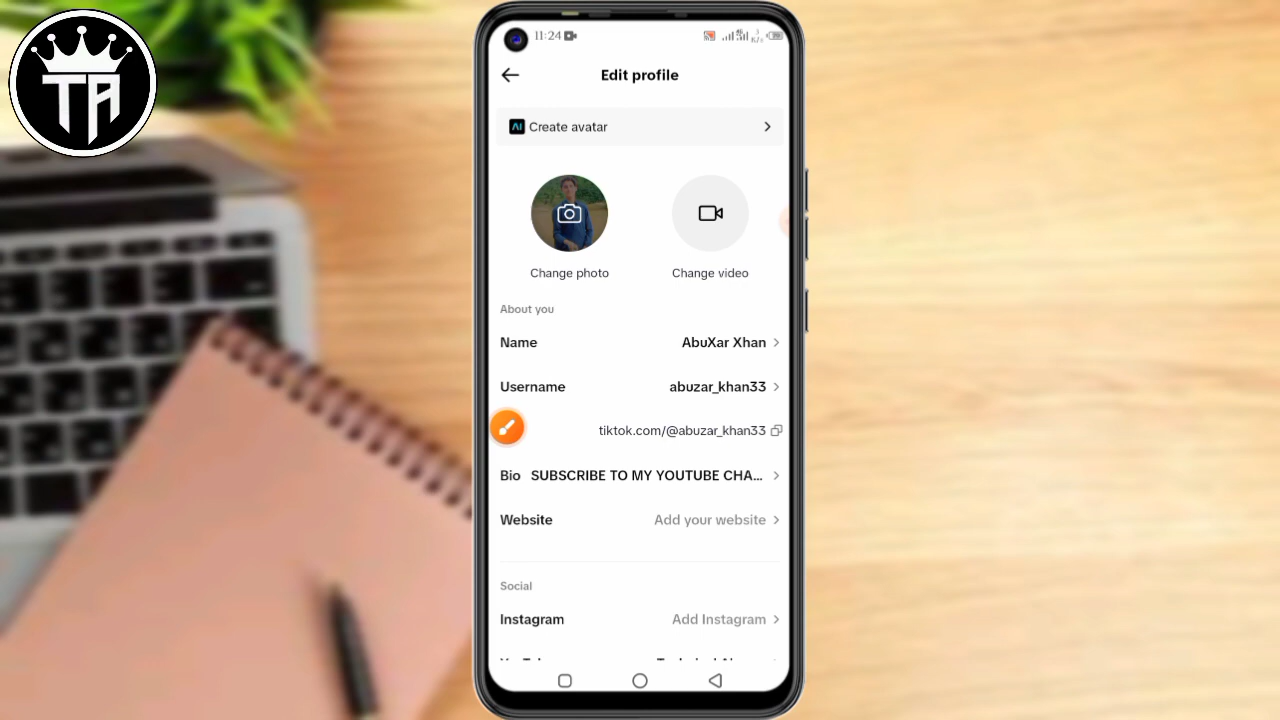 TA
11:24
Edit profile
AI Create avatar
Change photo
Change video
About you
Name AbuXar Xhan
Username abuzar_khan33
tiktok.com/@abuzar_khan33
Bio SUBSCRIBE TO MY YOUTUBE CHA...
Website Add your website
Social
Instagram Add Instagram